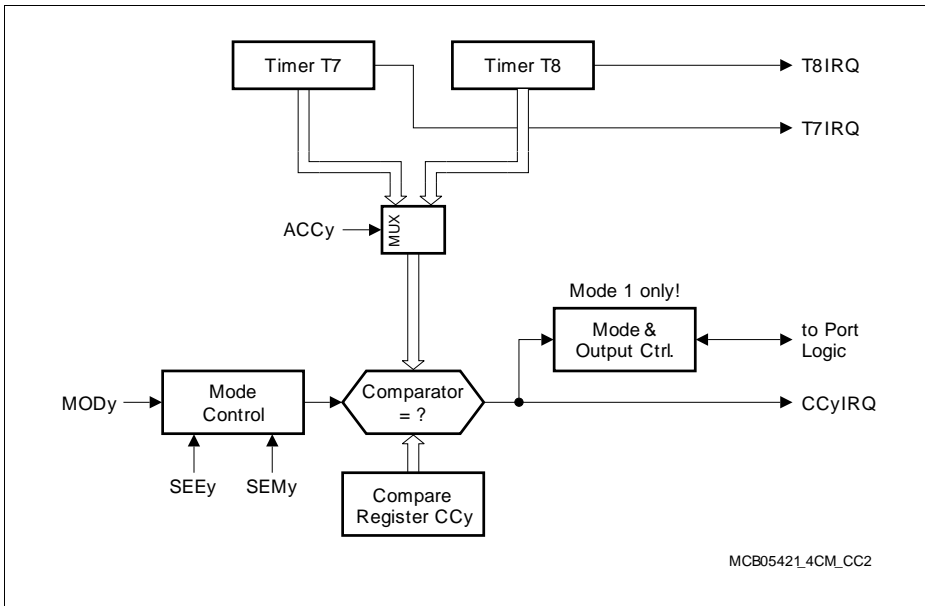 Timer T7
Timer T8
T8IRQ
T7IRQ
ACCy
MUX
Mode 1 only!
Mode &
Output Ctrl.
to Port
Logic
MODy
Mode
Control
Comparator
= ?
CCyIRQ
SEEy
SEMy
Compare
Register CCy
MCB05421_4CM_CC2